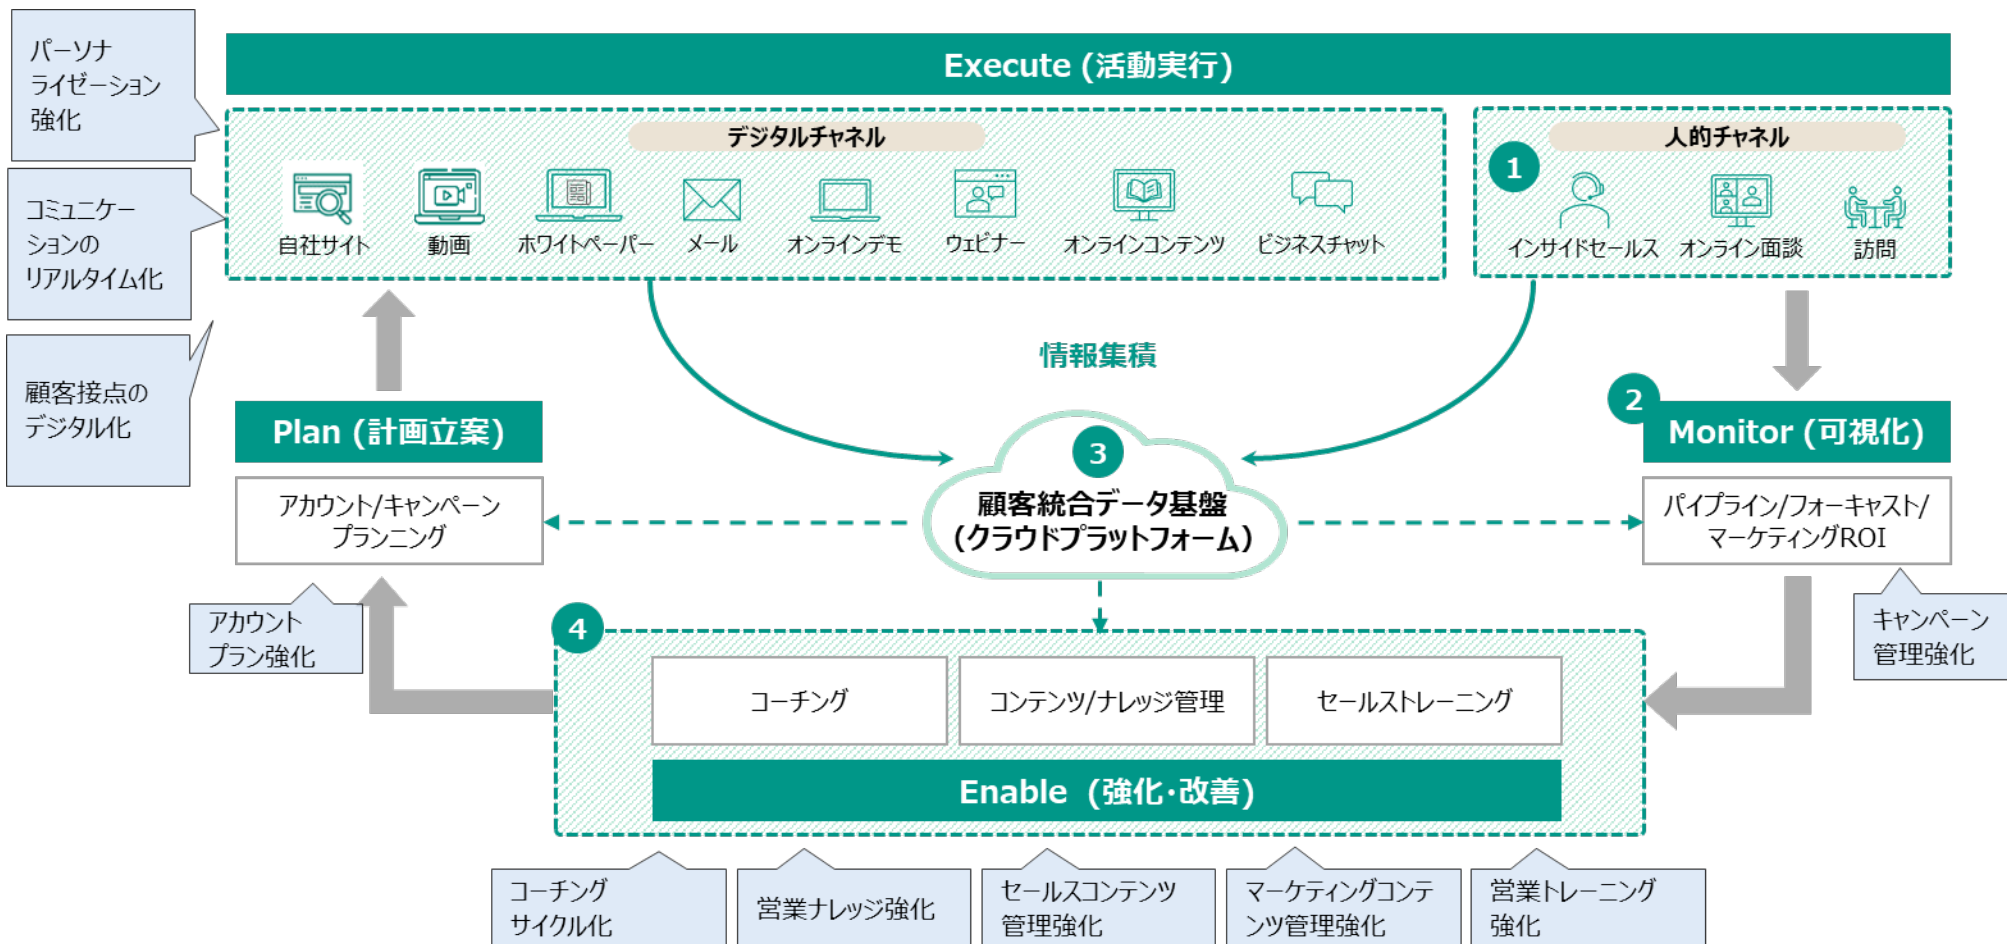 パーソナ
ライゼーション
強化
Execute (活動実行)
デジタルチャネル
人的チャネル
1
自社サイト
動画
ホワイトペーパー
メール
オンラインデモ
ウェビナー
オンラインコンテンツ
ビジネスチャット
インサイドセールス
オンライン面談
訪問
コミュニケー
ションの
リアルタイム化
顧客接点の
デジタル化
情報集積
Plan (計画立案)
アカウント/キャンペーン
プランニング
3
顧客統合データ基盤
(クラウドプラットフォーム)
2
Monitor (可視化)
パイプライン/フォーキャスト/
マーケティングROI
アカウント
プラン強化
キャンペーン
管理強化
4
コーチング
コンテンツ/ナレッジ管理
セールストレーニング
Enable (強化・改善)
コーチング
サイクル化
営業ナレッジ強化
セールスコンテンツ
管理強化
マーケティングコンテ
ンツ管理強化
営業トレーニング
強化